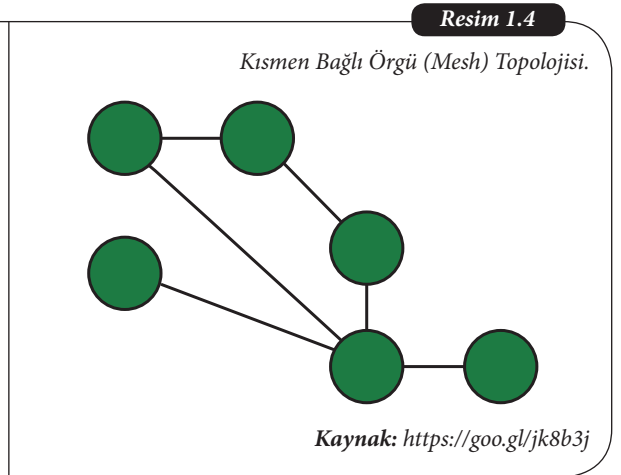 Resim 1.4
Kısmen Bağlı Örgü (Mesh) Topolojisi.
Kaynak: https://goo.gl/jk8b3j